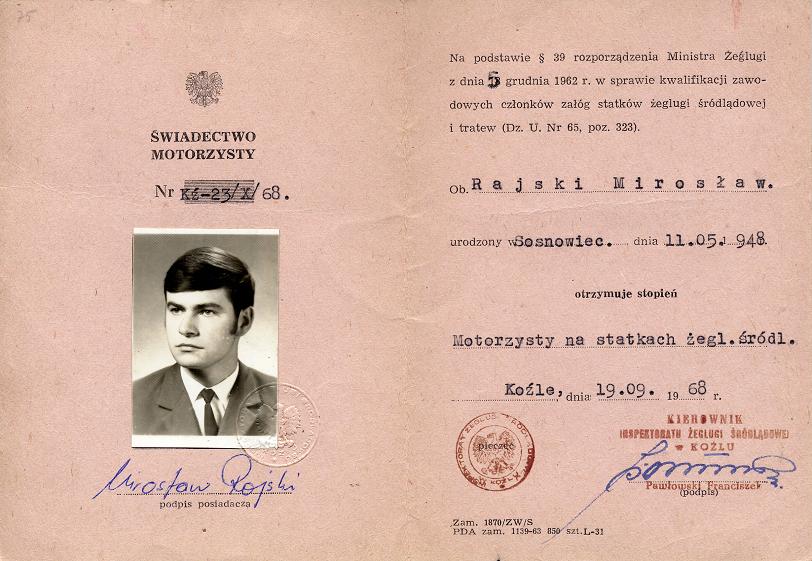 75
ŚWIADECTWO
MOTORZYSTY
Nr KŹ-23/X/68.
Mirosław Rajski
podpis posiadacza
Na podstawie § 39 rozporządzenia Ministra Żeglugi
z dnia 5 grudnia 1962 r. w sprawie kwalifikacji zawo-
dowych członków załóg statków żeglugi śródlądowej
i tratew (Dz. U. Nr 65, poz. 323).
Ob. Rajski Mirosław.
urodzony w Sosnowiec. dnia 11.05.1948 r.
otrzymuje stopień
Motorzysty na statkach żegl.śródl.
Koźle, dnia 19.09. 1968 r.
KIEROWNIK
INSPEKTORATU ŻEGLUGI ŚRÓDLĄDOWEJ
w KOŹLU
pieczęć
Pawłowski Franciszek
(podpis)
Zam. 1870/ZW/S
PDA zam. 1139-63 850 szt. L-31